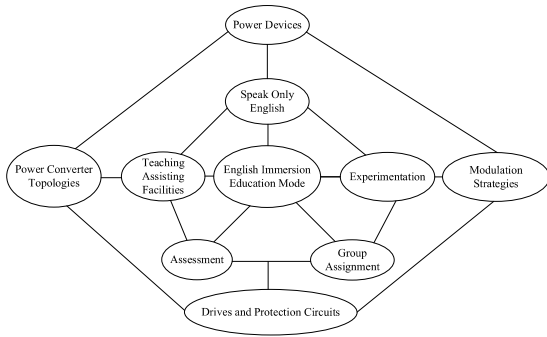 Power Devices
Speak Only
English
Power Converter
Topologies
Teaching
Assisting
Facilities
English Immersion
Education Mode
Experimentation
Modulation
Strategies
Assessment
Group
Assignment
Drives and Protection Circuits